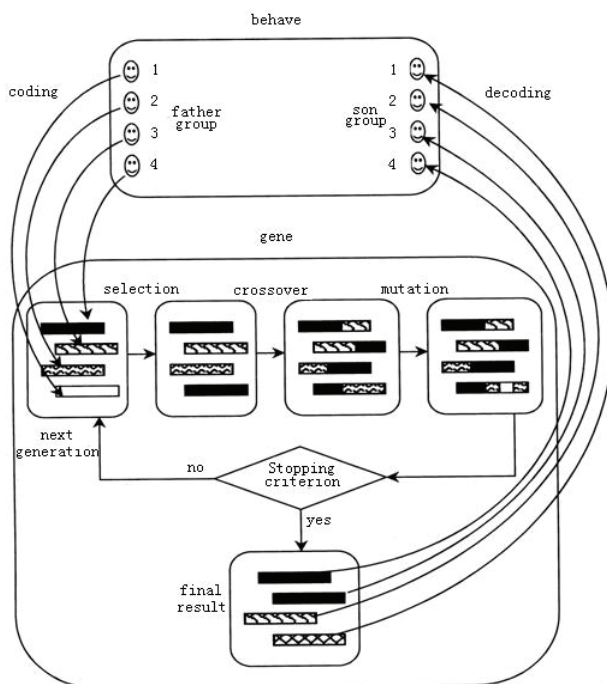 behave
coding
decoding
1
2
3
4
father
group
son
group
1
2
3
4
gene
selection
crossover
mutation
next
generation
no
Stopping
criterion
yes
final
result